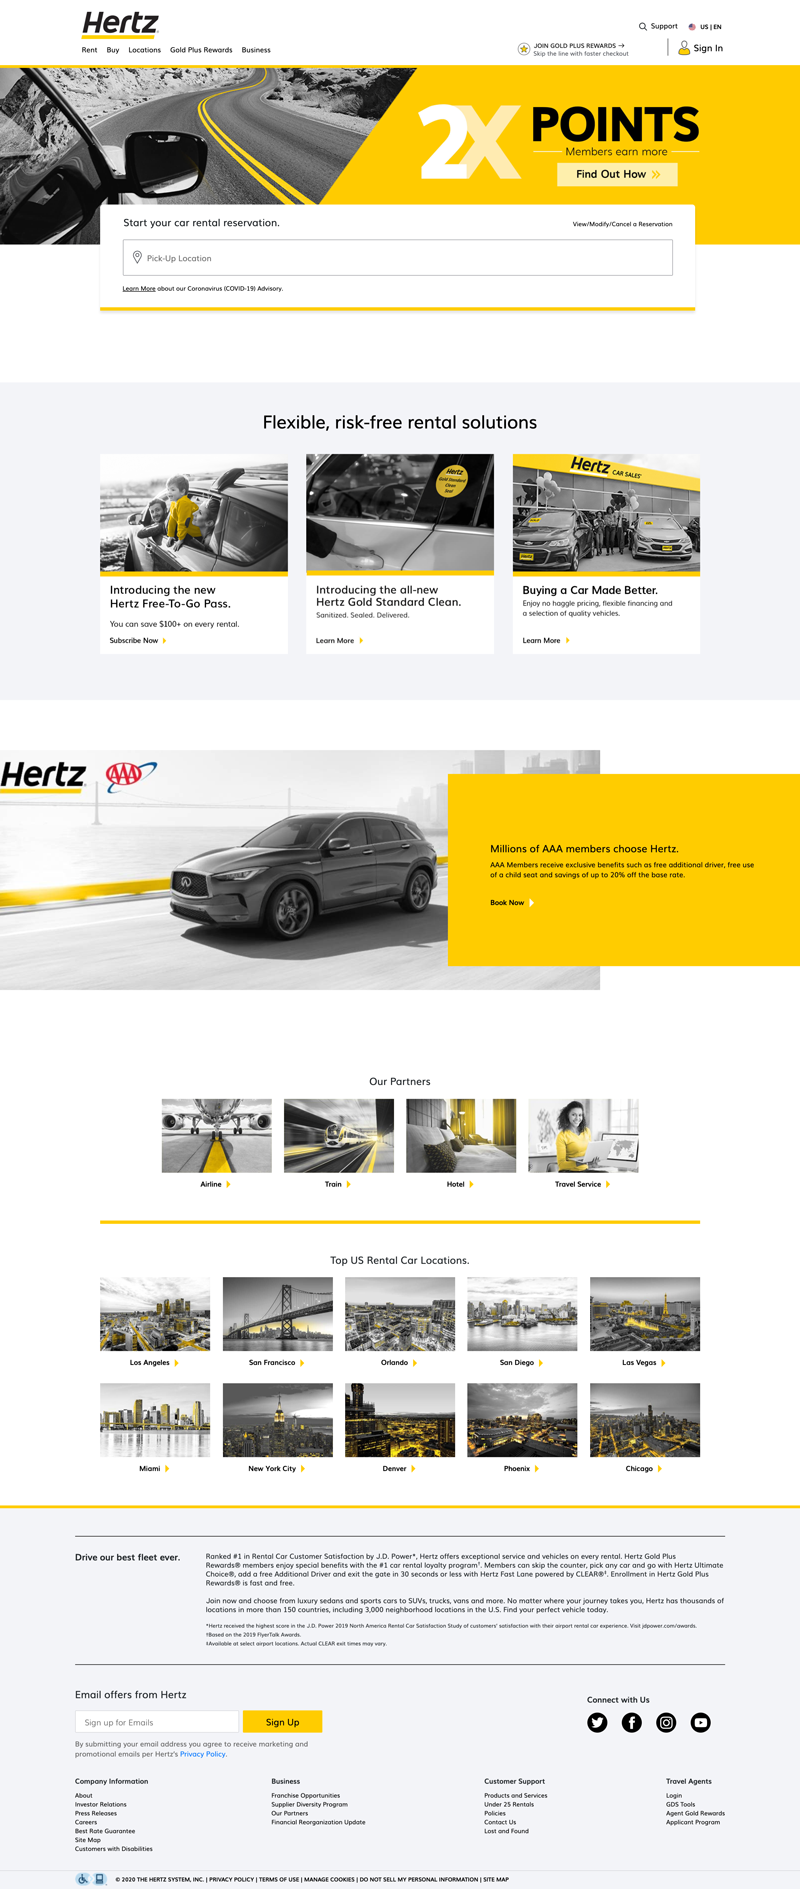 Hertz
Support
US | EN
Rent Buy Locations Gold Plus Rewards Business
JOIN GOLD PLUS REWARDS →
Skip the line with faster checkout
Sign In
2X POINTS
Members earn more
Find Out How »
Start your car rental reservation.
View/Modify/Cancel a Reservation
Pick-Up Location
Learn More about our Coronavirus (COVID-19) Advisory.
Flexible, risk-free rental solutions
Hertz
Gold Standard
Clean
Seal
Hertz CAR SALES
Introducing the new
Hertz Free-To-Go Pass.
You can save $100+ on every rental.
Subscribe Now
Introducing the all-new
Hertz Gold Standard Clean.
Sanitized. Sealed. Delivered.
Learn More
Buying a Car Made Better.
Enjoy no haggle pricing, flexible financing and
a selection of quality vehicles.
Learn More
Hertz
AAA
Millions of AAA members choose Hertz.
AAA Members receive exclusive benefits such as free additional driver, free use
of a child seat and savings of up to 20% off the base rate.
Book Now
Our Partners
Airline
Train
Hotel
Travel Service
Top US Rental Car Locations.
Los Angeles
San Francisco
Orlando
San Diego
Las Vegas
Miami
New York City
Denver
Phoenix
Chicago
Drive our best fleet ever.
Ranked #1 in Rental Car Customer Satisfaction by J.D. Power*, Hertz offers exceptional service and vehicles on every rental. Hertz Gold Plus
Rewards® members enjoy special benefits with the #1 car rental loyalty program†. Members can skip the counter, pick any car and go with Hertz Ultimate
Choice®, add a free Additional Driver and exit the gate in 30 seconds or less with Hertz Fast Lane powered by CLEAR®‡. Enrollment in Hertz Gold Plus
Rewards® is fast and free.
Join now and choose from luxury sedans and sports cars to SUVs, trucks, vans and more. No matter where your journey takes you, Hertz has thousands of
locations in more than 150 countries, including 3,000 neighborhood locations in the U.S. Find your perfect vehicle today.
*Hertz received the highest score in the J.D. Power 2019 North America Rental Car Satisfaction Study of customers' satisfaction with their airport rental car experience. Visit jdpower.com/awards.
†Based on the 2019 FlyerTalk Awards.
‡Available at select airport locations. Actual CLEAR exit times may vary.
Email offers from Hertz
Sign up for Emails
Sign Up
By submitting your email address you agree to receive marketing and
promotional emails per Hertz's Privacy Policy.
Connect with Us
Company Information
About
Investor Relations
Press Releases
Careers
Best Rate Guarantee
Site Map
Customers with Disabilities
Business
Franchise Opportunities
Supplier Diversity Program
Our Partners
Financial Reorganization Update
Customer Support
Products and Services
Under 25 Rentals
Policies
Contact Us
Lost and Found
Travel Agents
Login
GDS Tools
Agent Gold Rewards
Applicant Program
© 2020 THE HERTZ SYSTEM, INC. | PRIVACY POLICY | TERMS OF USE | MANAGE COOKIES | DO NOT SELL MY PERSONAL INFORMATION | SITE MAP